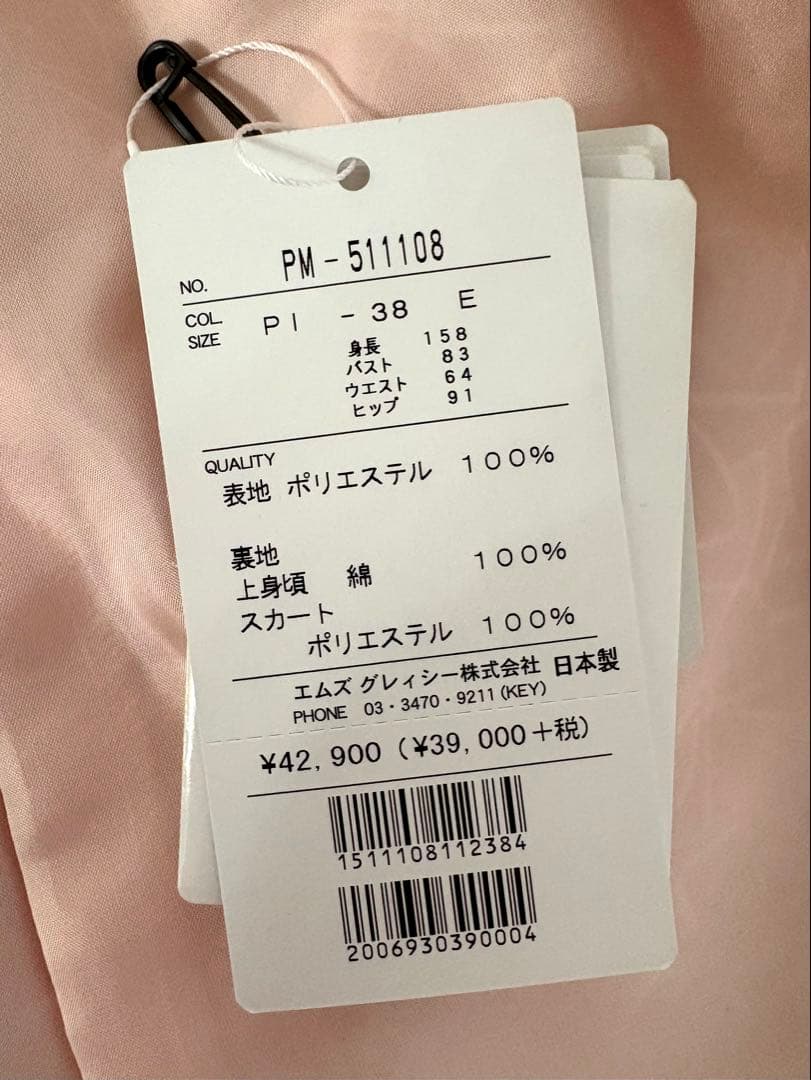 NO. PM-511108
COL. SIZE PI -38 E
身長 158
バスト 83
ウエスト 64
ヒップ 91
QUALITY
表地 ポリエステル 100%
裏地
上身頃 綿 100%
スカート
ポリエステル 100%
エムズ グレィシー株式会社 日本製
PHONE 03・3470・9211(KEY)
¥42,900(¥39,000+税)
1511108112384
2006930390004